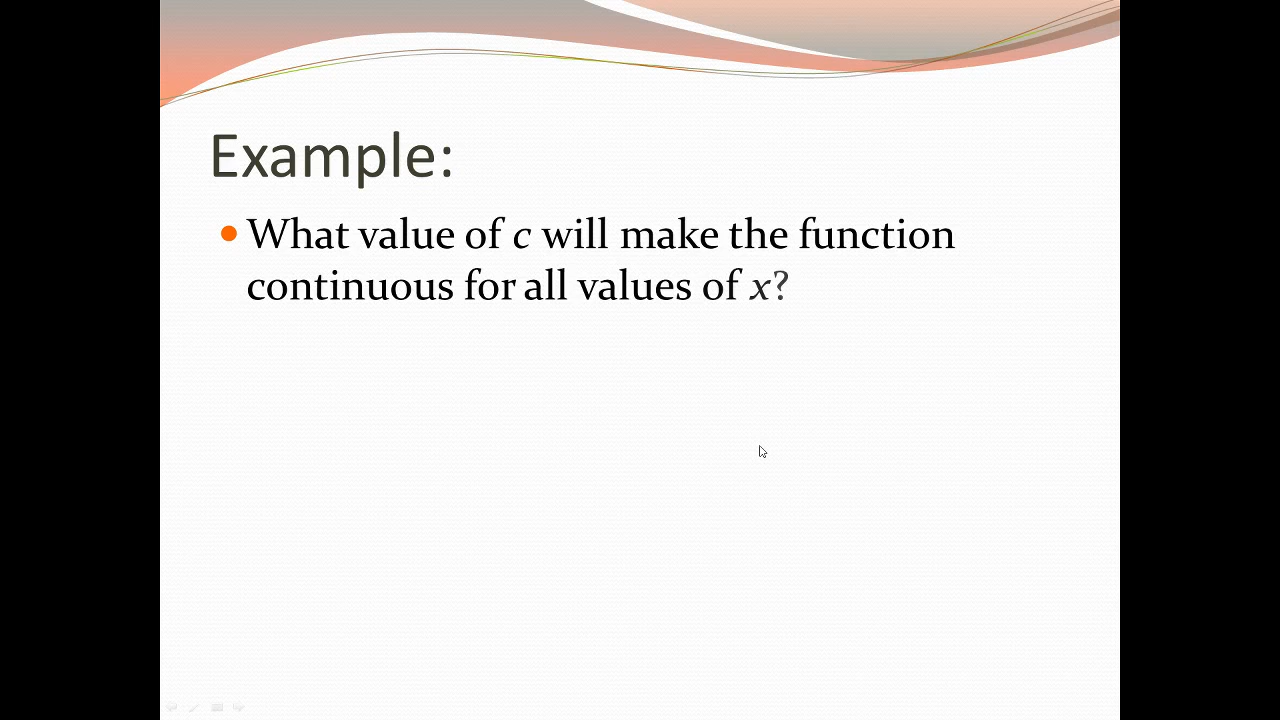 Example:
What value of c will make the function
continuous for all values of x?